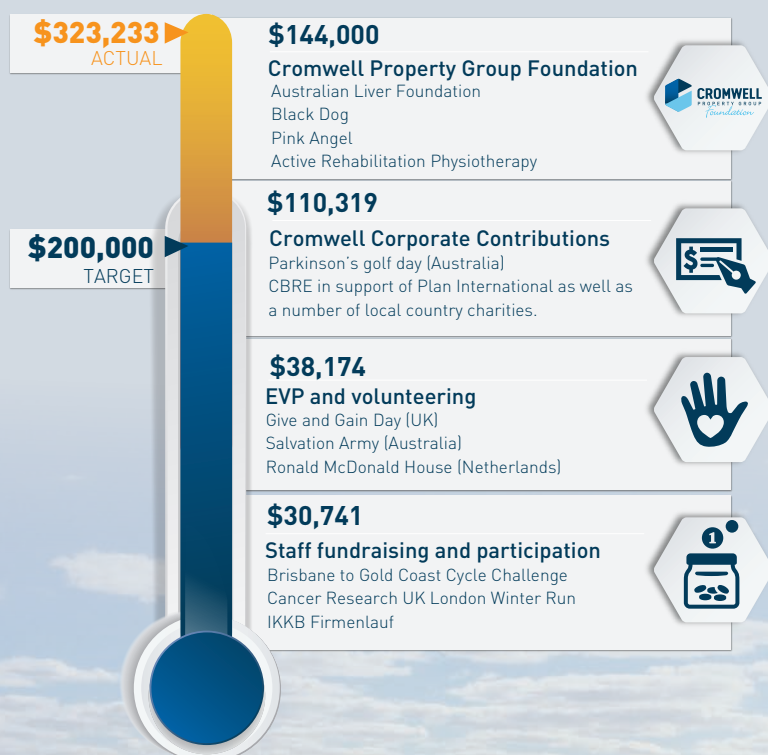 $323,233
ACTUAL
$144,000
Cromwell Property Group Foundation
Australian Liver Foundation
Black Dog
Pink Angel
Active Rehabilitation Physiotherapy
CROMWELL
PROPERTY GROUP
Foundation
$200,000
TARGET
$110,319
Cromwell Corporate Contributions
Parkinson's golf day (Australia)
CBRE in support of Plan International as well as
a number of local country charities.
$
$38,174
EVP and volunteering
Give and Gain Day (UK)
Salvation Army (Australia)
Ronald McDonald House (Netherlands)
$30,741
Staff fundraising and participation
Brisbane to Gold Coast Cycle Challenge
Cancer Research UK London Winter Run
IKKB Firmenlauf
1